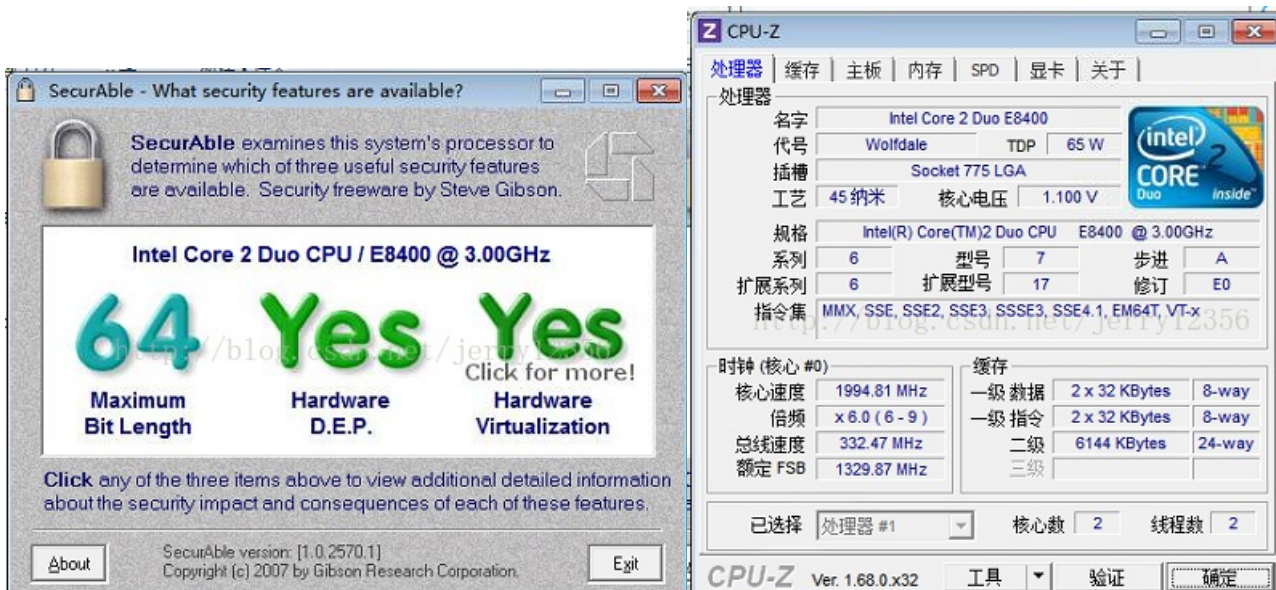 SecurAble - What security features are available?
SecurAble examines this system's processor to
determine which of three useful security features
are available. Security freeware by Steve Gibson.
Intel Core 2 Duo CPU / E8400 @ 3.00GHz
64 Yes Yes
Click for more!
Maximum Hardware Hardware
Bit Length D.E.P. Virtualization
http://blog.csdn.net/jerry12356
Click any of the three items above to view additional detailed information
about the security impact and consequences of each of these features.
About
SecurAble version: [1.0.2570.1]
Copyright (c) 2007 by Gibson Research Corporation.
Exit
Z CPU-Z
处理器 缓存 主板 内存 SPD 显卡 关于
处理器
名字 Intel Core 2 Duo E8400
代号 Wolfdale TDP 65 W
插槽 Socket 775 LGA
工艺 45 纳米 核心电压 1.100 V
intel CORE 2 Duo inside™
规格 Intel(R) Core(TM)2 Duo CPU E8400 @ 3.00GHz
系列 6 型号 7 步进 A
扩展系列 6 扩展型号 17 修订 E0
指令集 MMX, SSE, SSE2, SSE3, SSSE3, SSE4.1, EM64T, VT-x
http://blog.csdn.net/jerry12356
时钟 (核心 #0)
核心速度 1994.81 MHz
倍频 x 6.0 ( 6 - 9 )
总线速度 332.47 MHz
额定 FSB 1329.87 MHz
缓存
一级 数据 2 x 32 KBytes 8-way
一级 指令 2 x 32 KBytes 8-way
二级 6144 KBytes 24-way
三级
已选择 处理器 #1 核心数 2 线程数 2
CPU-Z Ver. 1.68.0.x32 工具 验证 确定